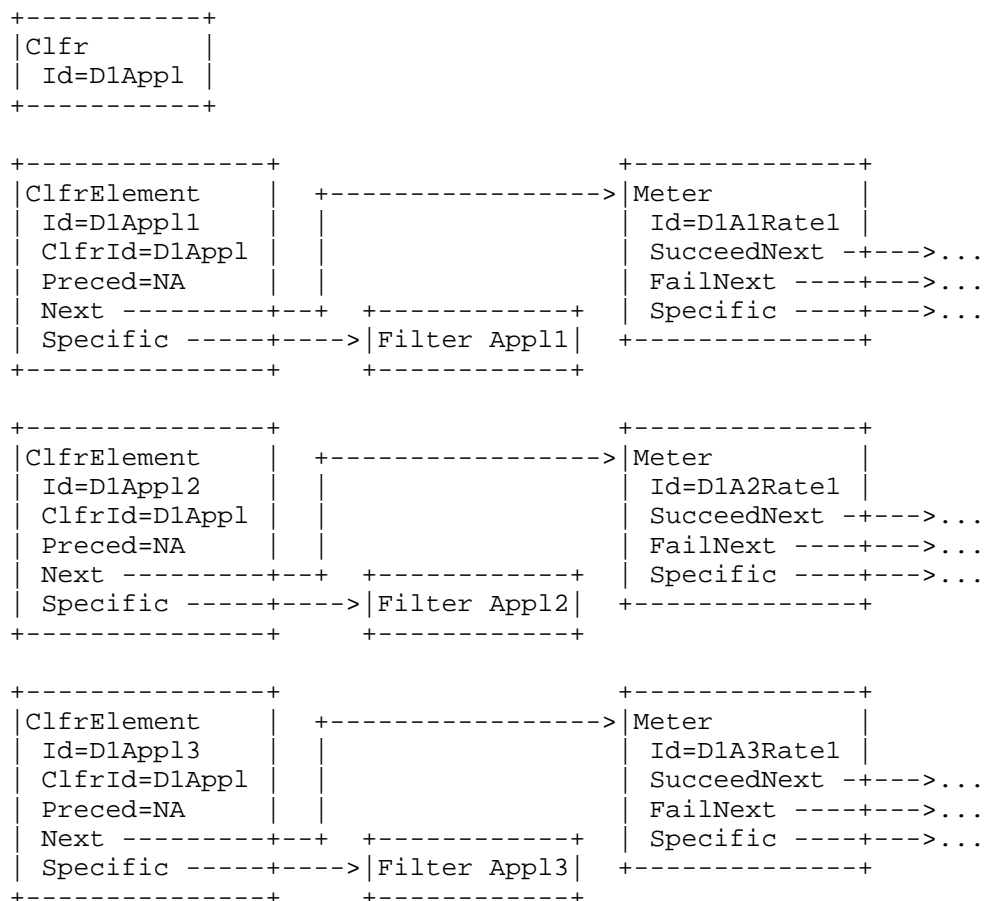 +-----------+
|Clfr       |
| Id=D1Appl |
+-----------+

+---------------+                      +--------------+
|ClfrElement    |  +----------------->|Meter         |
| Id=D1Appl1    |  |                   | Id=D1A1Rate1 |
| ClfrId=D1Appl |  |                   | SucceedNext -+--->...
| Preced=NA     |  |                   | FailNext ----+--->...
| Next ---------+--+  +------------+  | Specific ----+--->...
| Specific -----+---->|Filter Appl1|  +--------------+
+---------------+     +------------+

+---------------+                      +--------------+
|ClfrElement    |  +----------------->|Meter         |
| Id=D1Appl2    |  |                   | Id=D1A2Rate1 |
| ClfrId=D1Appl |  |                   | SucceedNext -+--->...
| Preced=NA     |  |                   | FailNext ----+--->...
| Next ---------+--+  +------------+  | Specific ----+--->...
| Specific -----+---->|Filter Appl2|  +--------------+
+---------------+     +------------+

+---------------+                      +--------------+
|ClfrElement    |  +----------------->|Meter         |
| Id=D1Appl3    |  |                   | Id=D1A3Rate1 |
| ClfrId=D1Appl |  |                   | SucceedNext -+--->...
| Preced=NA     |  |                   | FailNext ----+--->...
| Next ---------+--+  +------------+  | Specific ----+--->...
| Specific -----+---->|Filter Appl3|  +--------------+
+---------------+     +------------+